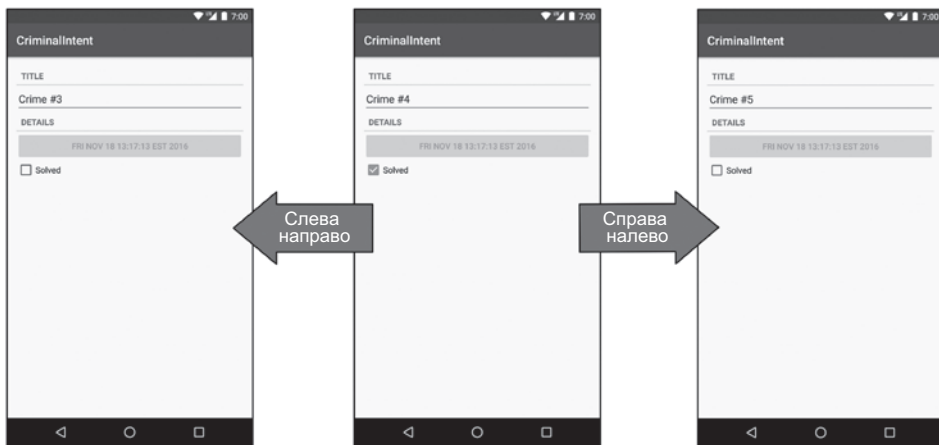 7:00
CriminalIntent
TITLE
Crime #3
DETAILS
FRI NOV 18 13:17:13 EST 2016
Solved
Слева
направо
7:00
CriminalIntent
TITLE
Crime #4
DETAILS
FRI NOV 18 13:17:13 EST 2016
Solved
Справа
налево
7:00
CriminalIntent
TITLE
Crime #5
DETAILS
FRI NOV 18 13:17:13 EST 2016
Solved